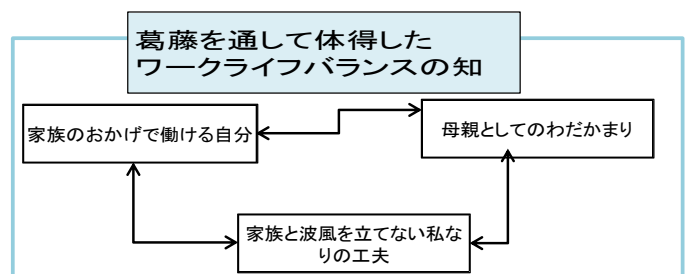 葛藤を通して体得した
ワークライフバランスの知
家族のおかげで働ける自分
母親としてのわだかまり
家族と波風を立てない私な
りの工夫